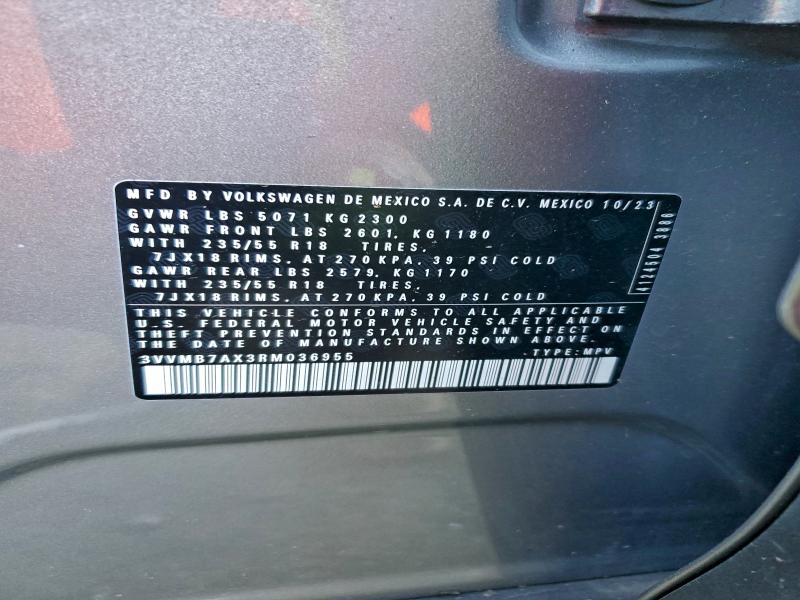 MFD BY VOLKSWAGEN DE MEXICO S.A. DE C.V. MEXICO 10/23
GVWR LBS 5071 KG 2300
GAWR FRONT LBS 2601, KG 1180
WITH 235/55 R18 TIRES,
7JX18 RIMS, AT 270 KPA, 39 PSI COLD
GAWR REAR LBS 2579, KG 1170
WITH 235/55 R18 TIRES,
7JX18 RIMS, AT 270 KPA, 39 PSI COLD
THIS VEHICLE CONFORMS TO ALL APPLICABLE
U.S. FEDERAL MOTOR VEHICLE SAFETY AND
THEFT PREVENTION STANDARDS IN EFFECT ON
THE DATE OF MANUFACTURE SHOWN ABOVE.
3VVMB7AX3RM036955 TYPE: MPV
4124504 3886